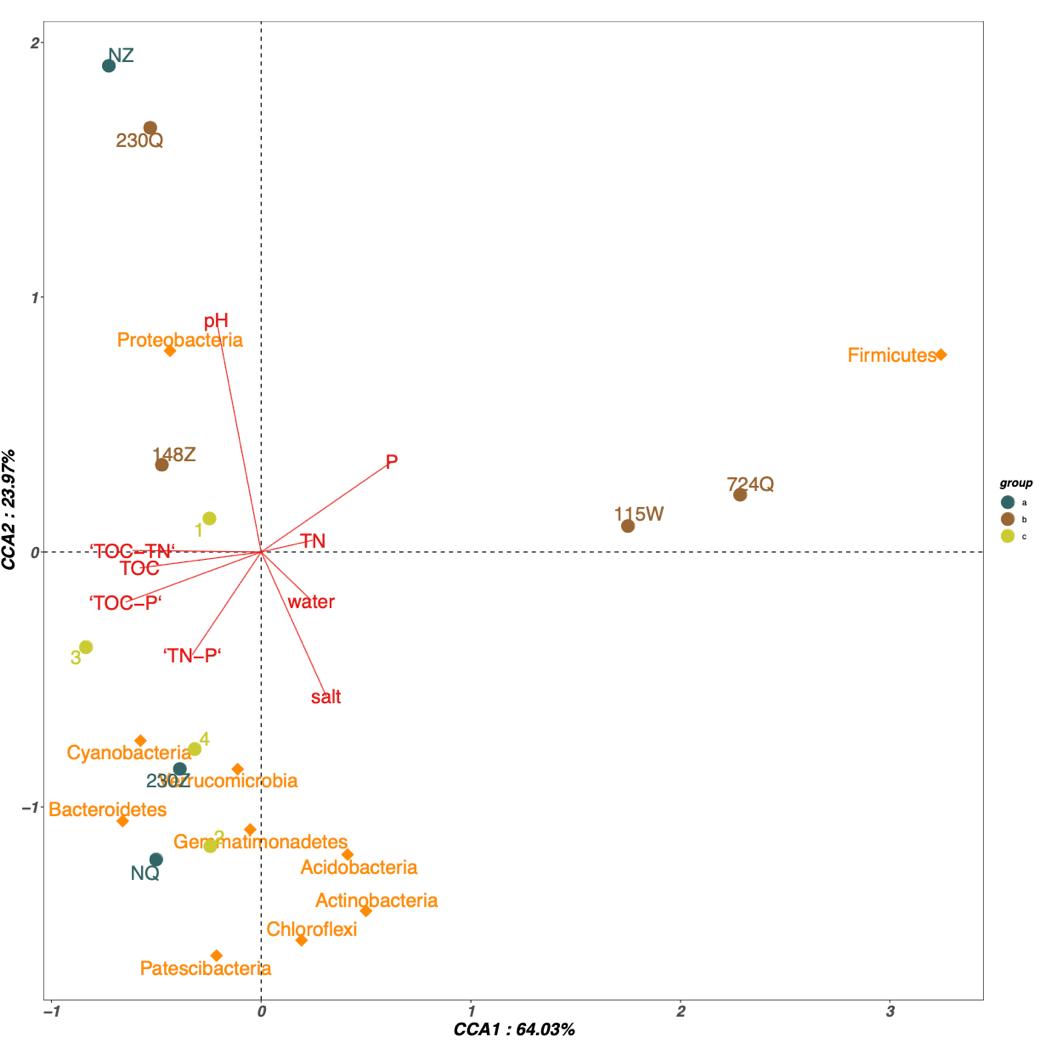 2
NZ
230Q
1
pH
Proteobacteria
Firmicutes
P
148Z
724Q
115W
1
TN
0
‘TOC−TN‘
TOC
‘TOC−P‘
water
3
‘TN−P‘
salt
4
Cyanobacteria
230Z
Verrucomicrobia
−1
Bacteroidetes
2
Gemmatimonadetes
NQ
Acidobacteria
Actinobacteria
Chloroflexi
Patescibacteria
−1
0
1
2
3
CCA1 : 64.03%
CCA2 : 23.97%
group
a
b
c